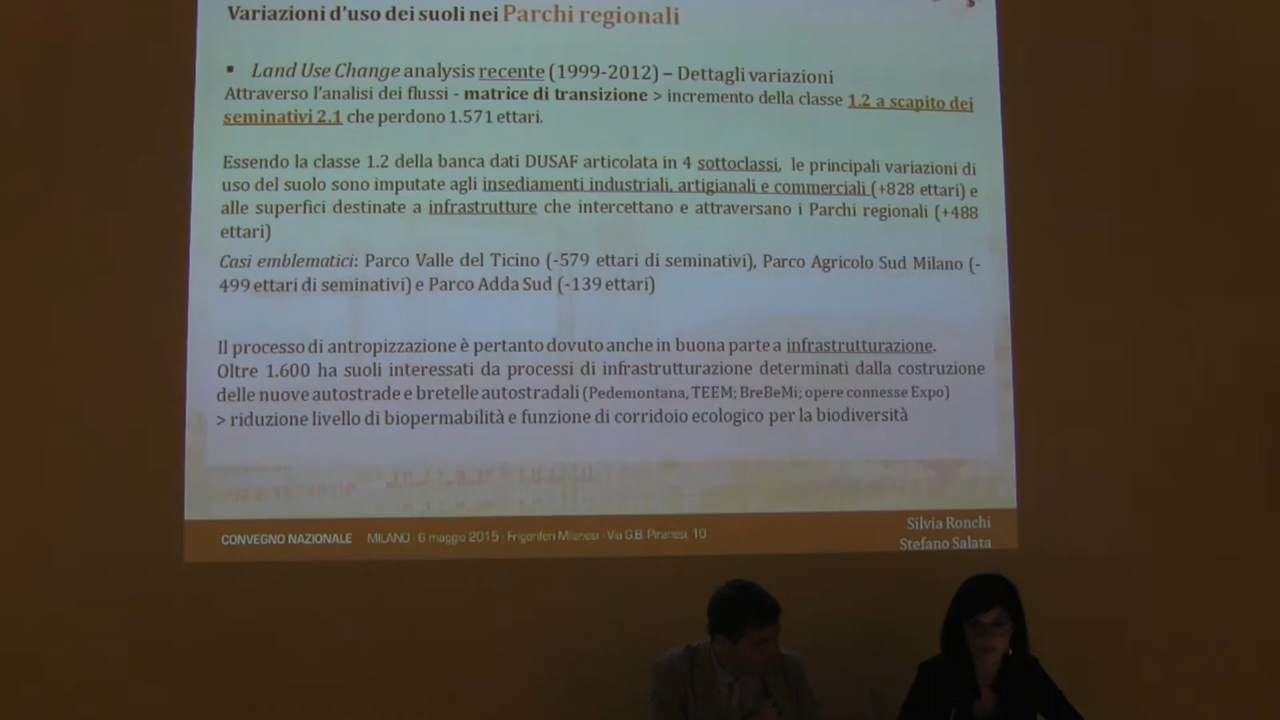 Variazioni d'uso dei suoli nei Parchi regionali
▪ Land Use Change analysis recente (1999-2012) – Dettagli variazioni
Attraverso l'analisi dei flussi - matrice di transizione > incremento della classe 1.2 a scapito dei
seminativi 2.1 che perdono 1.571 ettari.
Essendo la classe 1.2 della banca dati DUSAF articolata in 4 sottoclassi, le principali variazioni di
uso del suolo sono imputate agli insediamenti industriali, artigianali e commerciali (+828 ettari) e
alle superfici destinate a infrastrutture che intercettano e attraversano i Parchi regionali (+488
ettari)
Casi emblematici: Parco Valle del Ticino (-579 ettari di seminativi), Parco Agricolo Sud Milano (-
499 ettari di seminativi) e Parco Adda Sud (-139 ettari)
Il processo di antropizzazione è pertanto dovuto anche in buona parte a infrastrutturazione.
Oltre 1.600 ha suoli interessati da processi di infrastrutturazione determinati dalla costruzione
delle nuove autostrade e bretelle autostradali (Pedemontana, TEEM; BreBeMi; opere connesse Expo)
> riduzione livello di biopermabilità e funzione di corridoio ecologico per la biodiversità
CONVEGNO NAZIONALE MILANO · 6 maggio 2015 · Frigoriferi Milanesi · Via G.B. Piranesi, 10
Silvia Ronchi
Stefano Salata